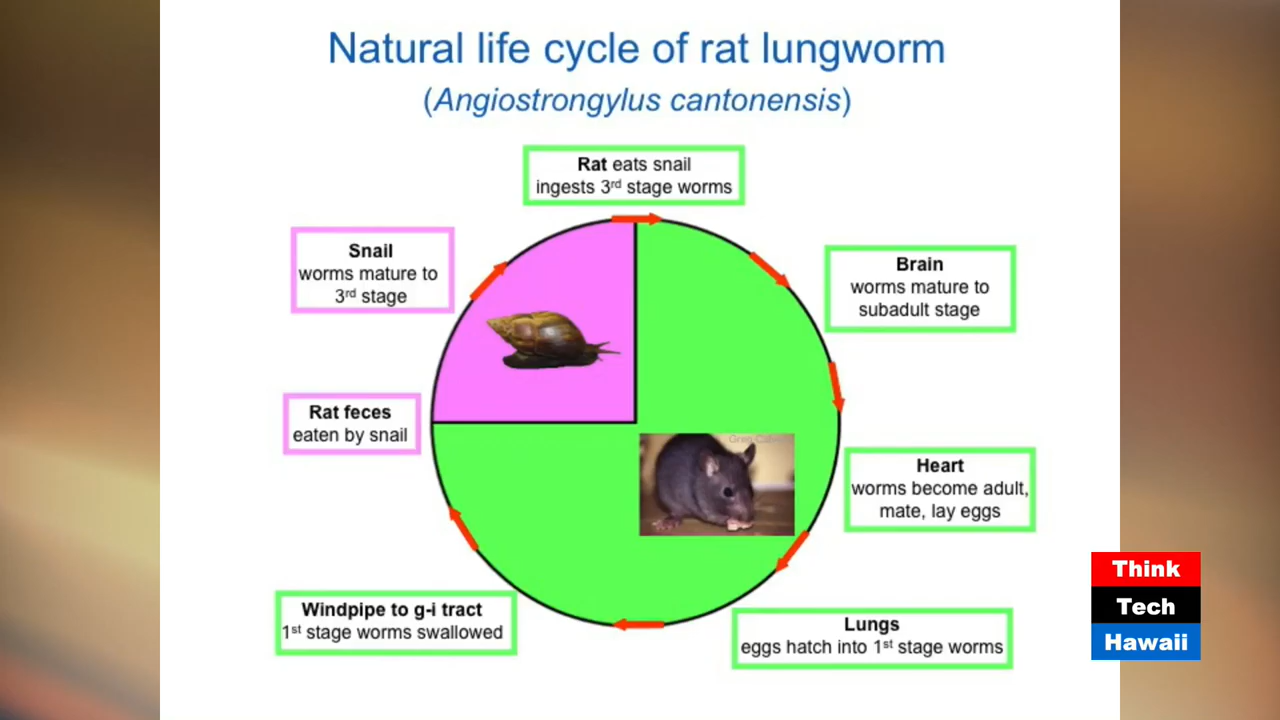 Natural life cycle of rat lungworm
(Angiostrongylus cantonensis)
Rat eats snail
ingests 3rd stage worms
Brain
worms mature to
subadult stage
Heart
worms become adult,
mate, lay eggs
Lungs
eggs hatch into 1st stage worms
Windpipe to g-i tract
1st stage worms swallowed
Rat feces
eaten by snail
Snail
worms mature to
3rd stage
Think
Tech
Hawaii